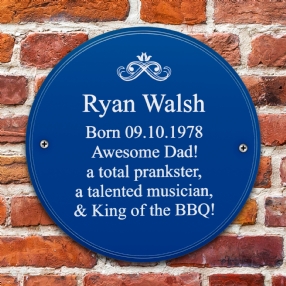 Ryan Walsh
Born 09.10.1978
Awesome Dad!
a total prankster,
a talented musician,
& King of the BBQ!